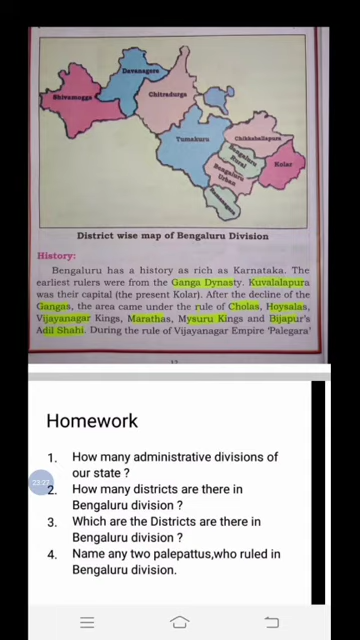 Davanagere
Shivamogga
Chitradurga
Tumakuru
Chikkaballapura
Bengaluru
Rural
Kolar
Bengaluru
Urban
District wise map of Bengaluru Division
History:
Bengaluru has a history as rich as Karnataka. The
earliest rulers were from the Ganga Dynasty. Kuvalalapura
was their capital (the present Kolar). After the decline of the
Gangas, the area came under the rule of Cholas, Hoysalas,
Vijayanagar Kings, Marathas, Mysuru Kings and Bijapur's
Adil Shahi. During the rule of Vijayanagar Empire 'Palegara'
Homework
1. How many administrative divisions of
our state ?
23:27
2. How many districts are there in
Bengaluru division ?
3. Which are the Districts are there in
Bengaluru division ?
4. Name any two palepattus,who ruled in
Bengaluru division.